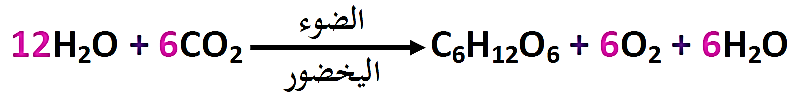 الضوء
12H₂O + 6CO₂ ⟶ C₆H₁₂O₆ + 6O₂ + 6H₂O
اليخضور